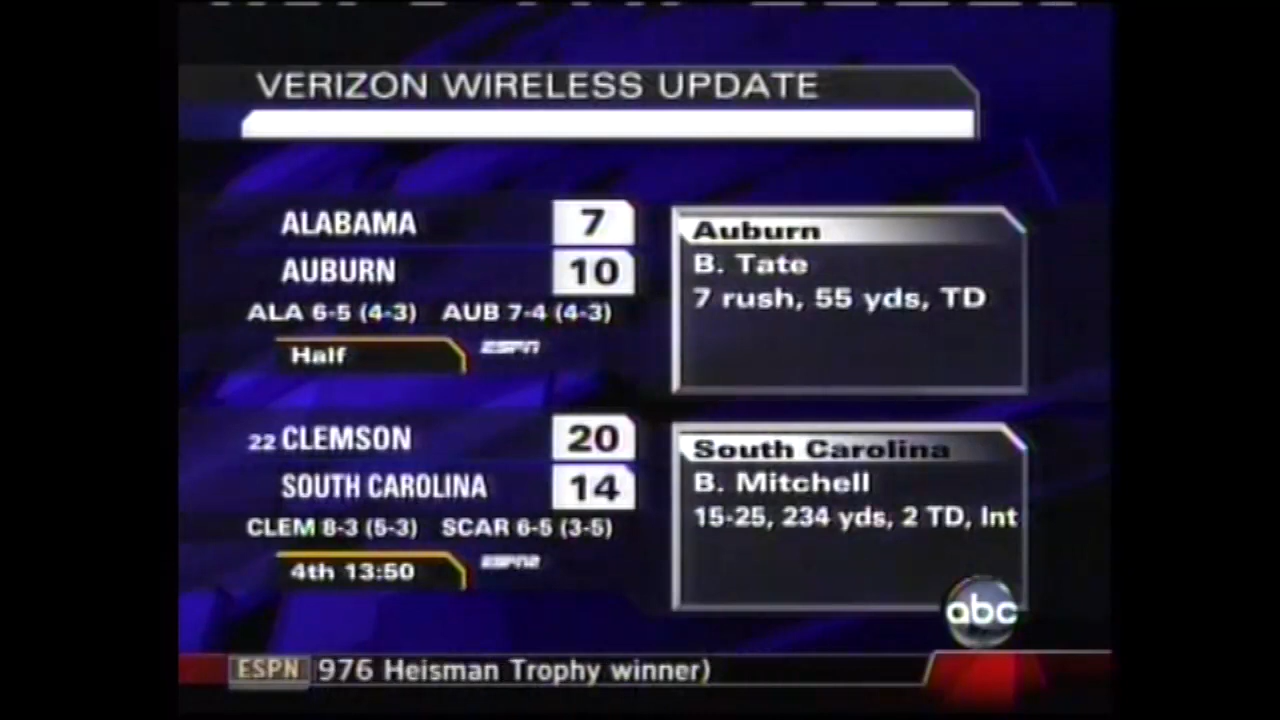 VERIZON WIRELESS UPDATE
ALABAMA 7
AUBURN 10
ALA 6-5 (4-3) AUB 7-4 (4-3)
Half ESPN
Auburn
B. Tate
7 rush, 55 yds, TD
22 CLEMSON 20
SOUTH CAROLINA 14
CLEM 8-3 (5-3) SCAR 6-5 (3-5)
4th 13:50 ESPN2
South Carolina
B. Mitchell
15-25, 234 yds, 2 TD, Int
abc
ESPN 976 Heisman Trophy winner)